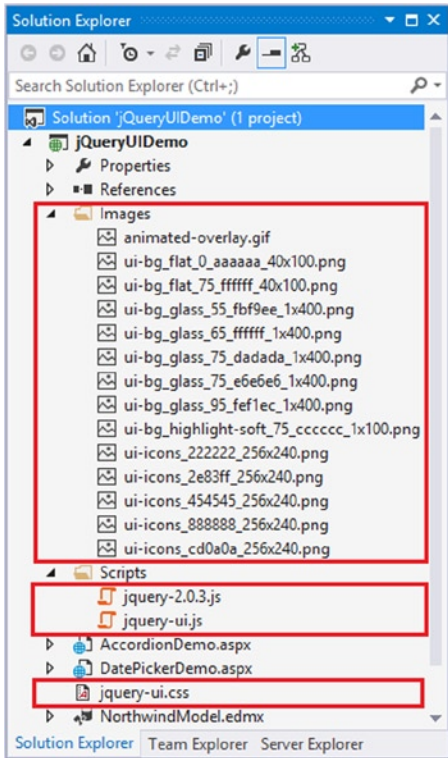 Solution Explorer
Search Solution Explorer (Ctrl+;)
Solution 'jQueryUIDemo' (1 project)
jQueryUIDemo
Properties
References
Images
animated-overlay.gif
ui-bg_flat_0_aaaaaa_40x100.png
ui-bg_flat_75_ffffff_40x100.png
ui-bg_glass_55_fbf9ee_1x400.png
ui-bg_glass_65_ffffff_1x400.png
ui-bg_glass_75_dadada_1x400.png
ui-bg_glass_75_e6e6e6_1x400.png
ui-bg_glass_95_fef1ec_1x400.png
ui-bg_highlight-soft_75_cccccc_1x100.png
ui-icons_222222_256x240.png
ui-icons_2e83ff_256x240.png
ui-icons_454545_256x240.png
ui-icons_888888_256x240.png
ui-icons_cd0a0a_256x240.png
Scripts
jquery-2.0.3.js
jquery-ui.js
AccordionDemo.aspx
DatePickerDemo.aspx
jquery-ui.css
NorthwindModel.edmx
Solution Explorer Team Explorer Server Explorer